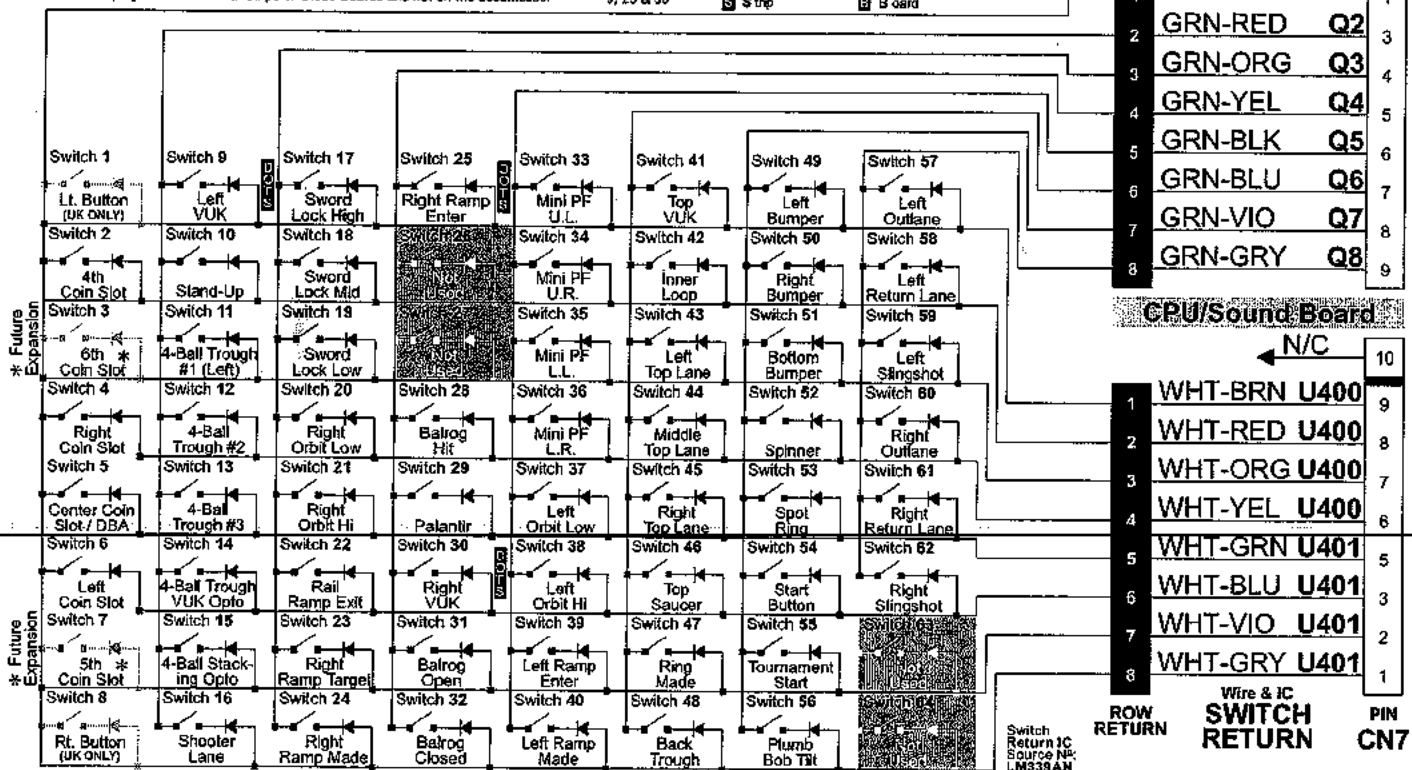 S Strip
B Board
1
1
2 GRN-RED Q2 3
3 GRN-ORG Q3 4
4 GRN-YEL Q4 5
5 GRN-BLK Q5 6
6 GRN-BLU Q6 7
7 GRN-VIO Q7 8
8 GRN-GRY Q8 9
CPU/Sound Board
N/C 10
1 WHT-BRN U400 9
2 WHT-RED U400 8
3 WHT-ORG U400 7
4 WHT-YEL U400 6
5 WHT-GRN U401 5
6 WHT-BLU U401 3
7 WHT-VIO U401 2
8 WHT-GRY U401 1
ROW RETURN
Wire & IC
SWITCH RETURN
PIN
CN7
Switch
Return IC
Source Nº:
LM339AN
Switch 1
Lt. Button
(UK ONLY)
Switch 9
Left
VUK
Switch 17
Sword
Lock High
Switch 25
Right Ramp
Enter
Switch 33
Mini PF
U.L.
Switch 41
Top
VUK
Switch 49
Left
Bumper
Switch 57
Left
Outlane
Switch 2
4th
Coin Slot
Switch 10
Stand-Up
Switch 18
Sword
Lock Mid
Switch 26
Not
Used
Switch 34
Mini PF
U.R.
Switch 42
Inner
Loop
Switch 50
Right
Bumper
Switch 58
Left
Return Lane
* Future
Expansion
Switch 3
6th *
Coin Slot
Switch 11
4-Ball Trough
#1 (Left)
Switch 19
Sword
Lock Low
Switch 27
Not
Used
Switch 35
Mini PF
L.L.
Switch 43
Left
Top Lane
Switch 51
Bottom
Bumper
Switch 59
Left
Slingshot
Switch 4
Right
Coin Slot
Switch 12
4-Ball
Trough #2
Switch 20
Right
Orbit Low
Switch 28
Balrog
Hit
Switch 36
Mini PF
L.R.
Switch 44
Middle
Top Lane
Switch 52
Spinner
Switch 60
Right
Outlane
Switch 5
Center Coin
Slot / DBA
Switch 13
4-Ball
Trough #3
Switch 21
Right
Orbit Hi
Switch 29
Palantir
Switch 37
Left
Orbit Low
Switch 45
Right
Top Lane
Switch 53
Spot
Ring
Switch 61
Right
Return Lane
Switch 6
Left
Coin Slot
Switch 14
4-Ball Trough
VUK Opto
Switch 22
Rail
Ramp Exit
Switch 30
Right
VUK
Switch 38
Left
Orbit Hi
Switch 46
Top
Saucer
Switch 54
Start
Button
Switch 62
Right
Slingshot
* Future
Expansion
Switch 7
5th *
Coin Slot
Switch 15
4-Ball Stack-
ing Opto
Switch 23
Right
Ramp Target
Switch 31
Balrog
Open
Switch 39
Left Ramp
Enter
Switch 47
Ring
Made
Switch 55
Tournament
Start
Switch 63
Not
Used
Switch 8
Rt. Button
(UK ONLY)
Switch 16
Shooter
Lane
Switch 24
Right
Ramp Made
Switch 32
Balrog
Closed
Switch 40
Left Ramp
Made
Switch 48
Back
Trough
Switch 56
Plumb
Bob Tilt
Switch 64
Not
Used